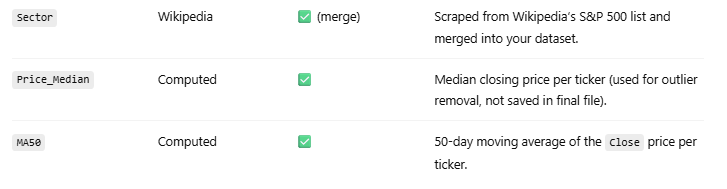 Sector Wikipedia ✅ (merge) Scraped from Wikipedia’s S&P 500 list and
merged into your dataset.
Price_Median Computed ✅ Median closing price per ticker (used for outlier
removal, not saved in final file).
MA50 Computed ✅ 50-day moving average of the Close price per
ticker.